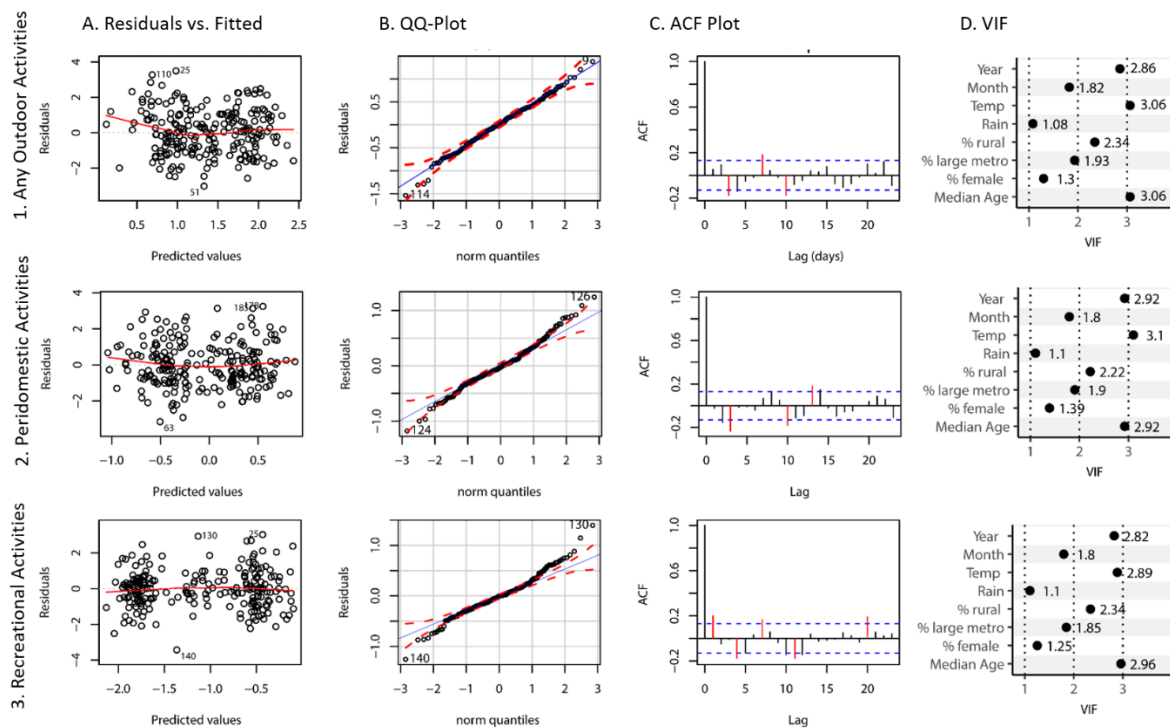 A. Residuals vs. Fitted
B. QQ-Plot
C. ACF Plot
D. VIF
1. Any Outdoor Activities
Residuals
4
2
0
-2
110
25
51
0.5
1.0
1.5
2.0
2.5
Predicted values
Residuals
0.5
-0.5
-1.5
9
114
-3
-2
-1
0
1
2
3
norm quantiles
ACF
1.0
0.6
0.2
-0.2
0
10
20
Lag (days)
Year
Month
Temp
Rain
% rural
% large metro
% female
Median Age
2.86
1.82
3.06
1.08
2.34
1.93
1.3
3.06
1
2
3
VIF
2. Peridomestic Activities
Residuals
4
2
0
-2
63
-1.0
-0.5
0.0
0.5
Predicted values
Residuals
1.0
0.0
-1.0
126
124
-3
-2
-1
0
1
2
3
norm quantiles
ACF
1.0
0.6
0.2
-0.2
0
10
20
Lag
Year
Month
Temp
Rain
% rural
% large metro
% female
Median Age
2.92
1.8
3.1
1.1
2.22
1.9
1.39
2.92
1
2
3
VIF
3. Recreational Activities
Residuals
4
2
0
-2
-4
130
25
140
-2.0
-1.5
-1.0
-0.5
Predicted values
Residuals
1.0
0.0
-1.0
130
140
-3
-2
-1
0
1
2
3
norm quantiles
ACF
1.0
0.6
0.2
-0.2
0
10
20
Lag
Year
Month
Temp
Rain
% rural
% large metro
% female
Median Age
2.82
1.8
2.89
1.1
2.34
1.85
1.25
2.96
1
2
3
VIF